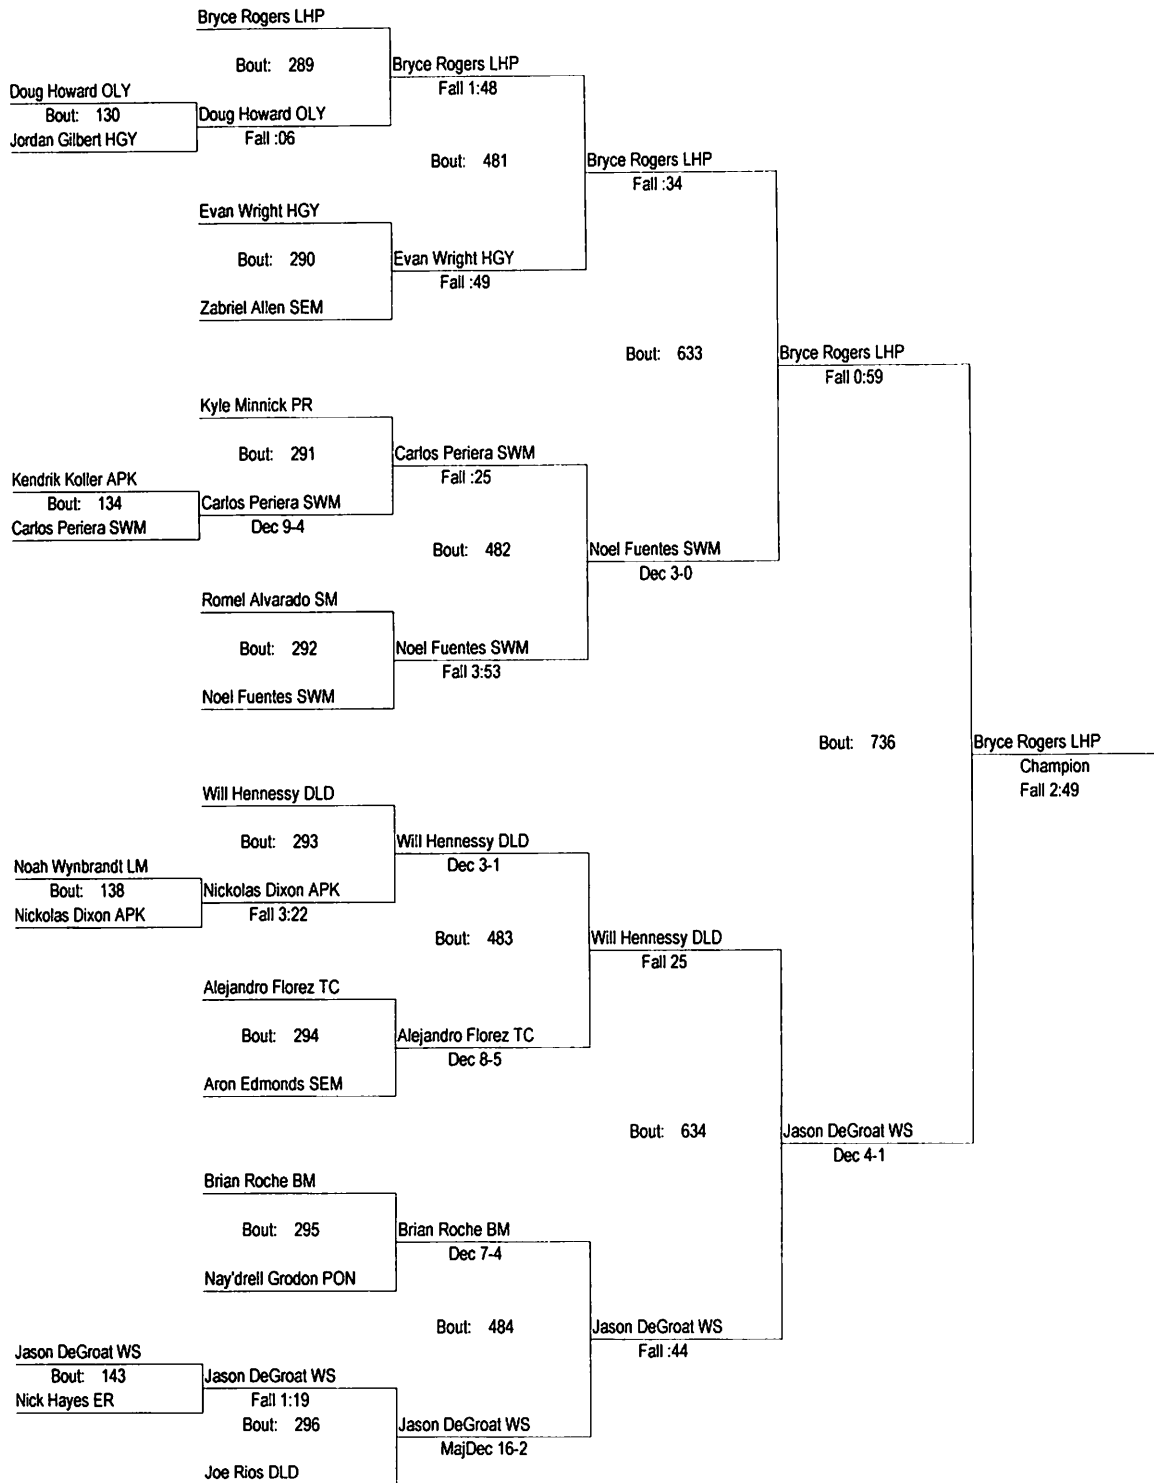 Bryce Rogers LHP
Bout: 289
Bryce Rogers LHP
Fall 1:48
Doug Howard OLY
Bout: 130
Jordan Gilbert HGY
Doug Howard OLY
Fall :06
Bout: 481
Bryce Rogers LHP
Fall :34
Evan Wright HGY
Bout: 290
Evan Wright HGY
Fall :49
Zabriel Allen SEM
Bout: 633
Bryce Rogers LHP
Fall 0:59
Kyle Minnick PR
Bout: 291
Carlos Periera SWM
Fall :25
Kendrik Koller APK
Bout: 134
Carlos Periera SWM
Carlos Periera SWM
Dec 9-4
Bout: 482
Noel Fuentes SWM
Dec 3-0
Romel Alvarado SM
Bout: 292
Noel Fuentes SWM
Fall 3:53
Noel Fuentes SWM
Bout: 736
Bryce Rogers LHP
Champion
Fall 2:49
Will Hennessy DLD
Bout: 293
Will Hennessy DLD
Dec 3-1
Noah Wynbrandt LM
Bout: 138
Nickolas Dixon APK
Nickolas Dixon APK
Fall 3:22
Bout: 483
Will Hennessy DLD
Fall 25
Alejandro Florez TC
Bout: 294
Alejandro Florez TC
Dec 8-5
Aron Edmonds SEM
Bout: 634
Jason DeGroat WS
Dec 4-1
Brian Roche BM
Bout: 295
Brian Roche BM
Dec 7-4
Nay'drell Grodon PON
Bout: 484
Jason DeGroat WS
Fall :44
Jason DeGroat WS
Bout: 143
Nick Hayes ER
Jason DeGroat WS
Fall 1:19
Bout: 296
Jason DeGroat WS
MajDec 16-2
Joe Rios DLD